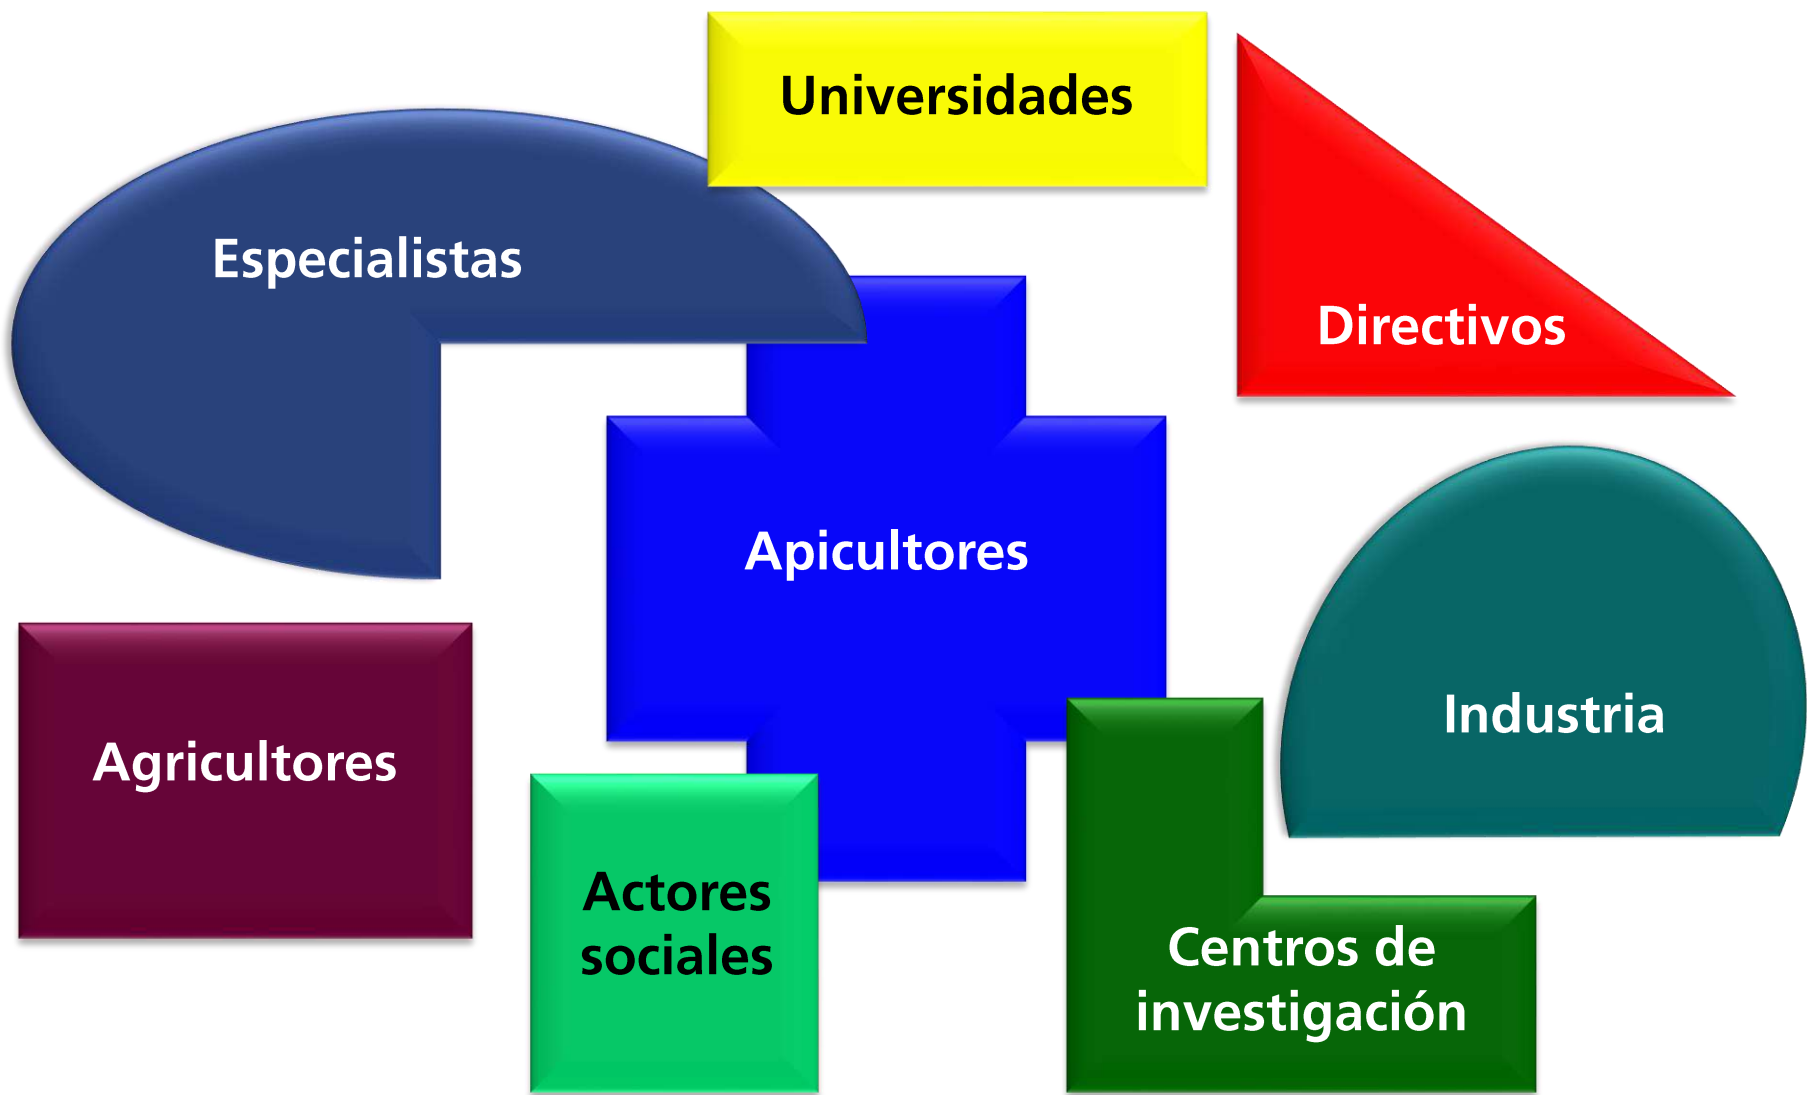 Universidades
Especialistas
Directivos
Apicultores
Industria
Agricultores
Actores
sociales
Centros de
investigación